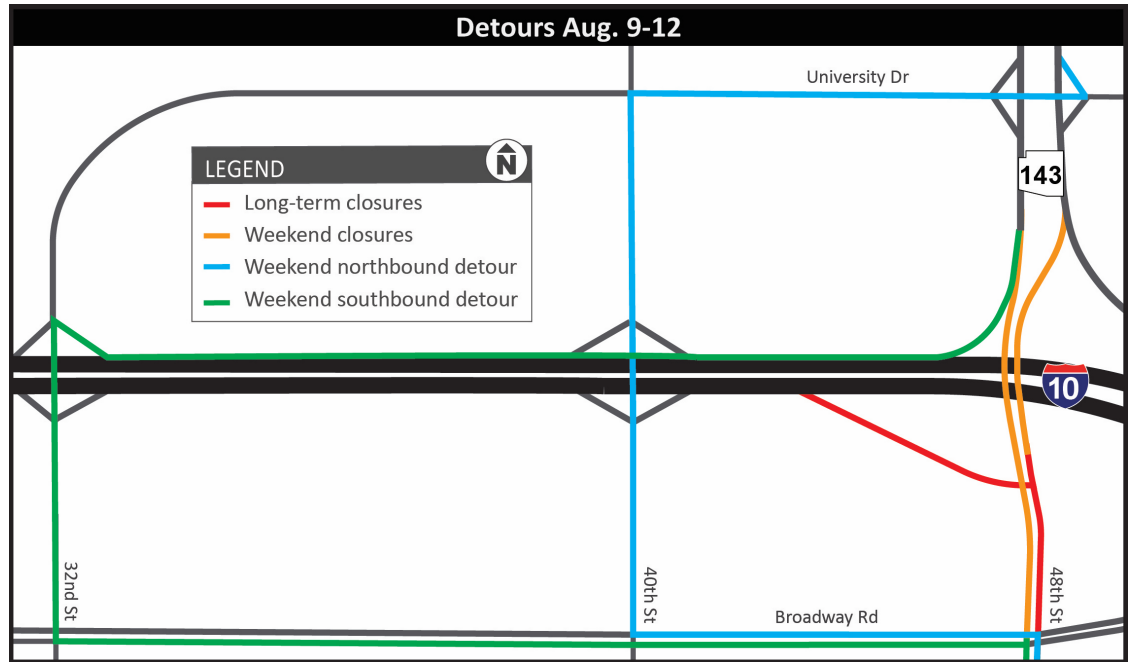 Detours Aug. 9-12
University Dr
LEGEND
N
Long-term closures
Weekend closures
Weekend northbound detour
Weekend southbound detour
143
10
32nd St
40th St
48th St
Broadway Rd